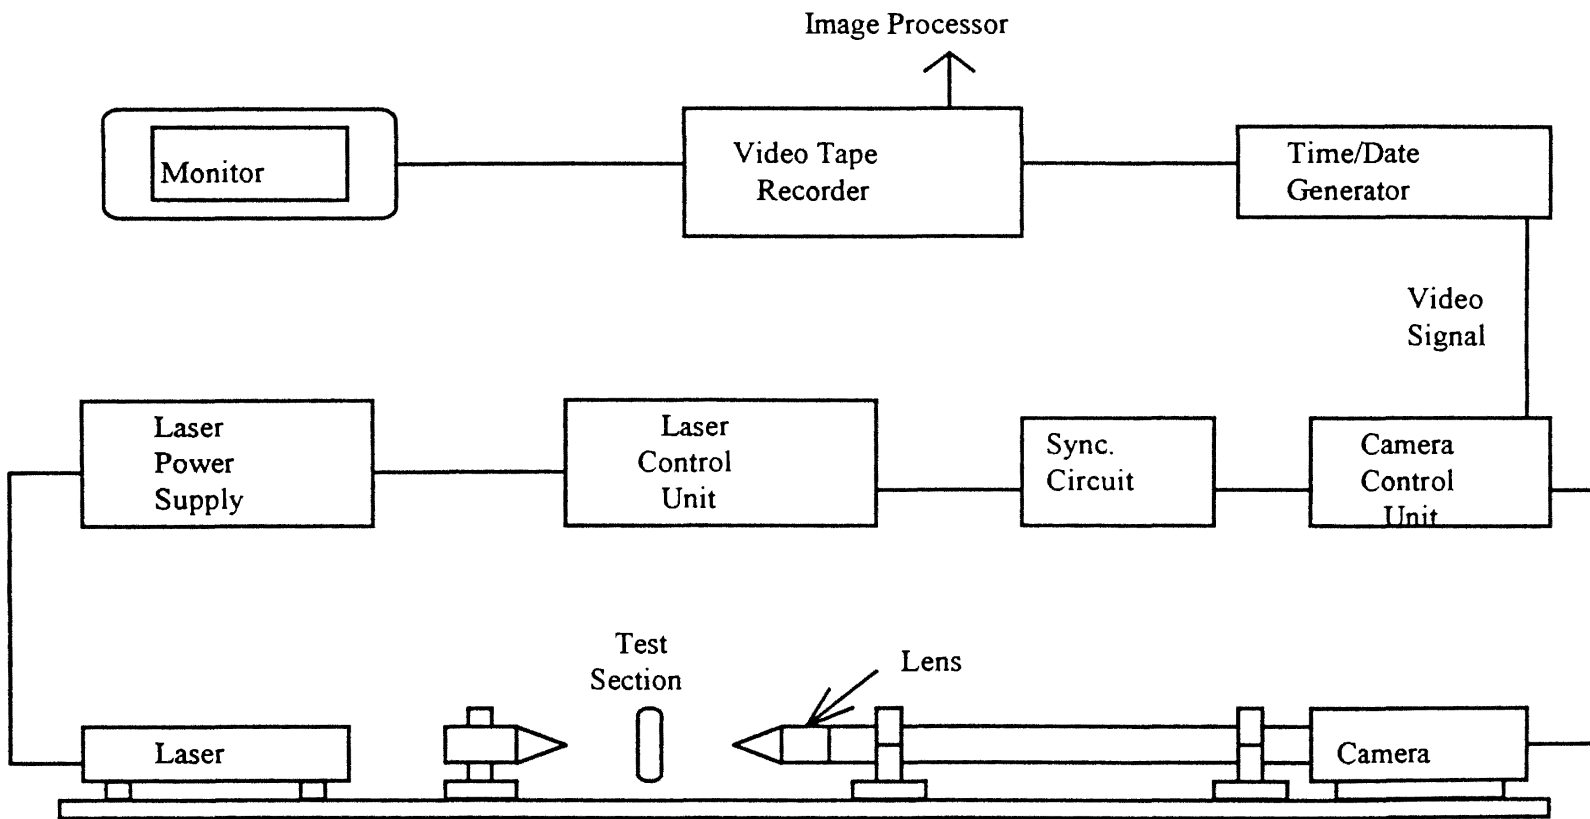 Image Processor
Monitor
Video Tape
Recorder
Time/Date
Generator
Video
Signal
Laser
Power
Supply
Laser
Control
Unit
Sync.
Circuit
Camera
Control
Unit
Test
Section
Lens
Laser
Camera